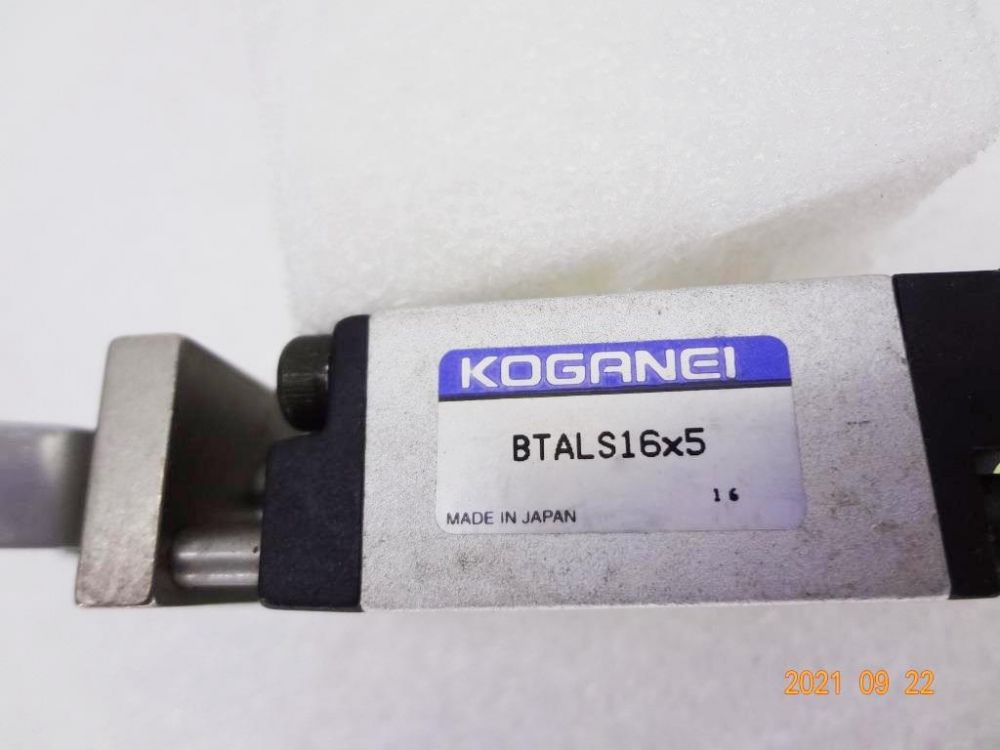 KOGANEI
BTALS16x5
16
MADE IN JAPAN
2021 09 22